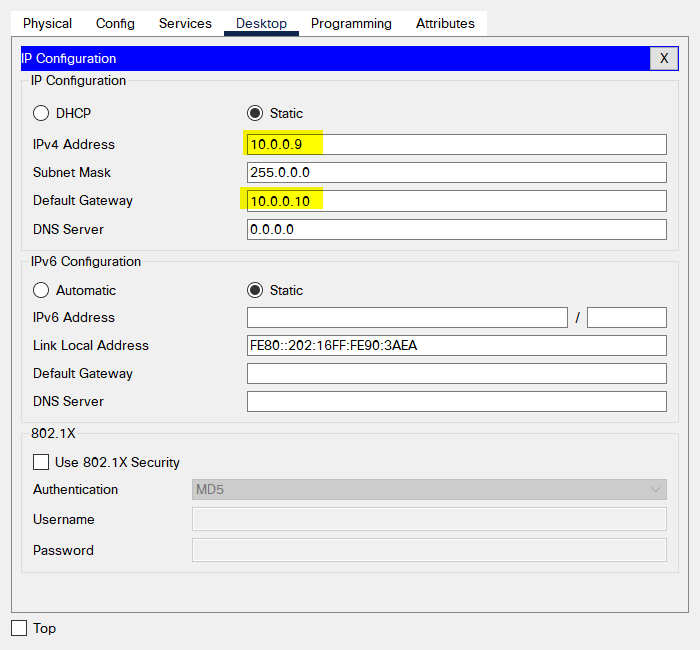 Physical Config Services Desktop Programming Attributes
IP Configuration X
IP Configuration
DHCP Static
IPv4 Address 10.0.0.9
Subnet Mask 255.0.0.0
Default Gateway 10.0.0.10
DNS Server 0.0.0.0
IPv6 Configuration
Automatic Static
IPv6 Address /
Link Local Address FE80::202:16FF:FE90:3AEA
Default Gateway
DNS Server
802.1X
Use 802.1X Security
Authentication MD5
Username
Password
Top